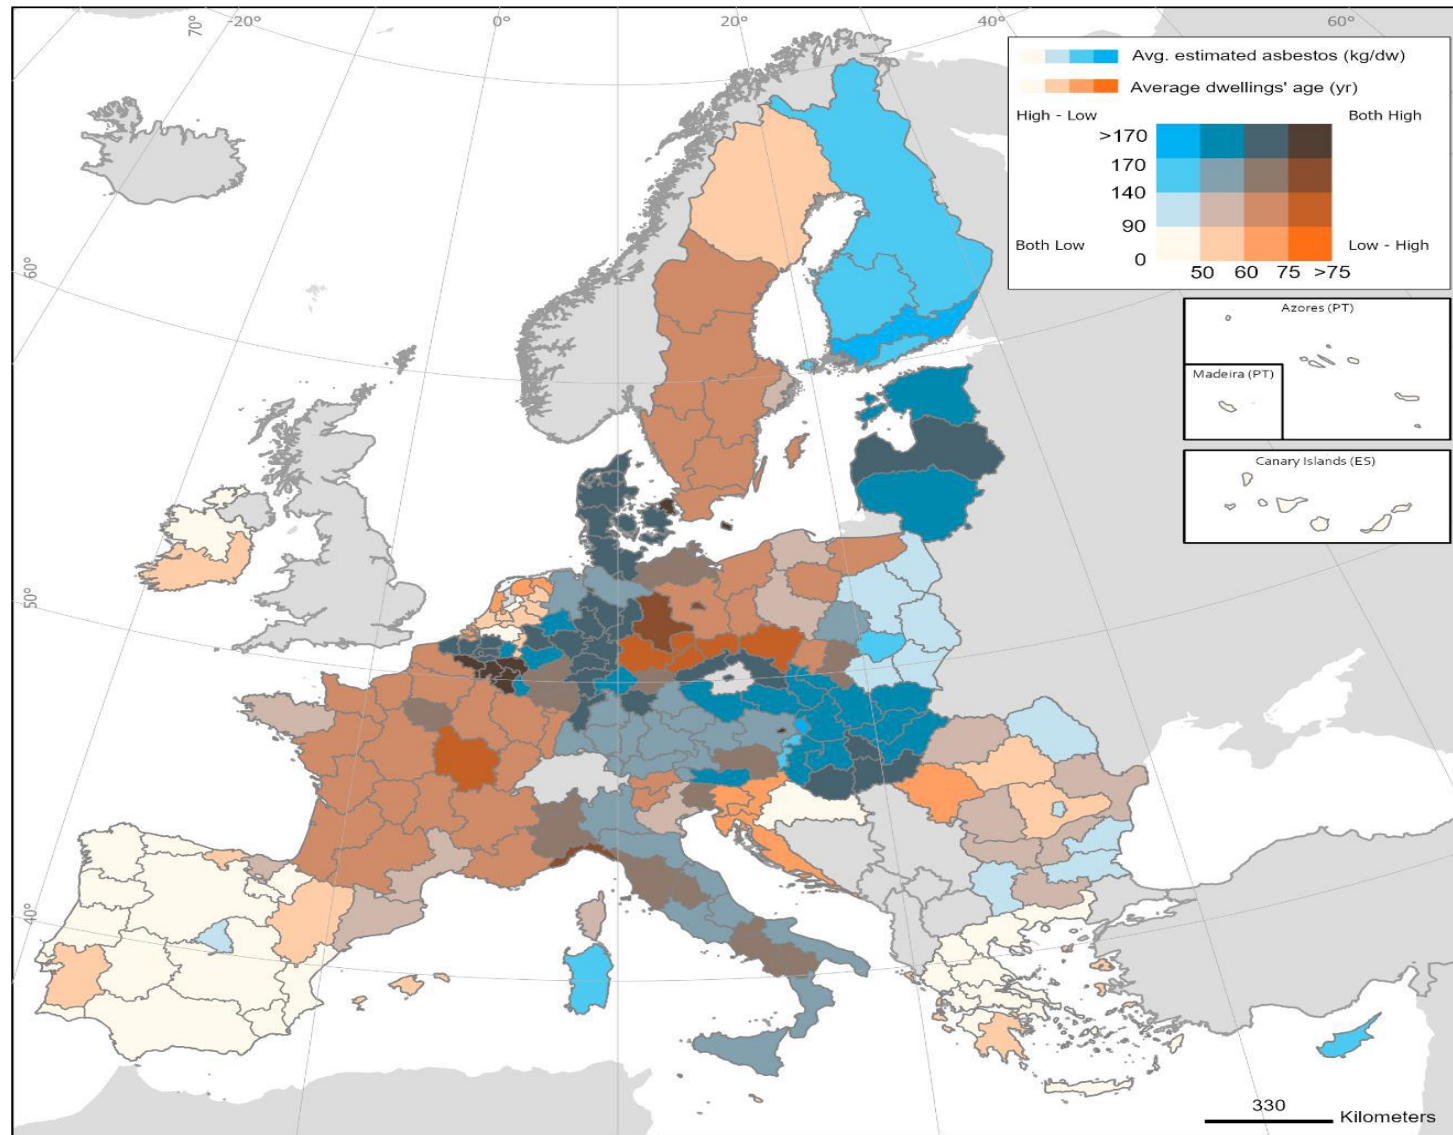 70°
-20°
0°
20°
40°
60°
60°
50°
40°
Avg. estimated asbestos (kg/dw)
Average dwellings' age (yr)
High - Low
Both High
>170
170
140
90
0
Both Low
Low - High
50 60 75 >75
Azores (PT)
Madeira (PT)
Canary Islands (ES)
330
Kilometers